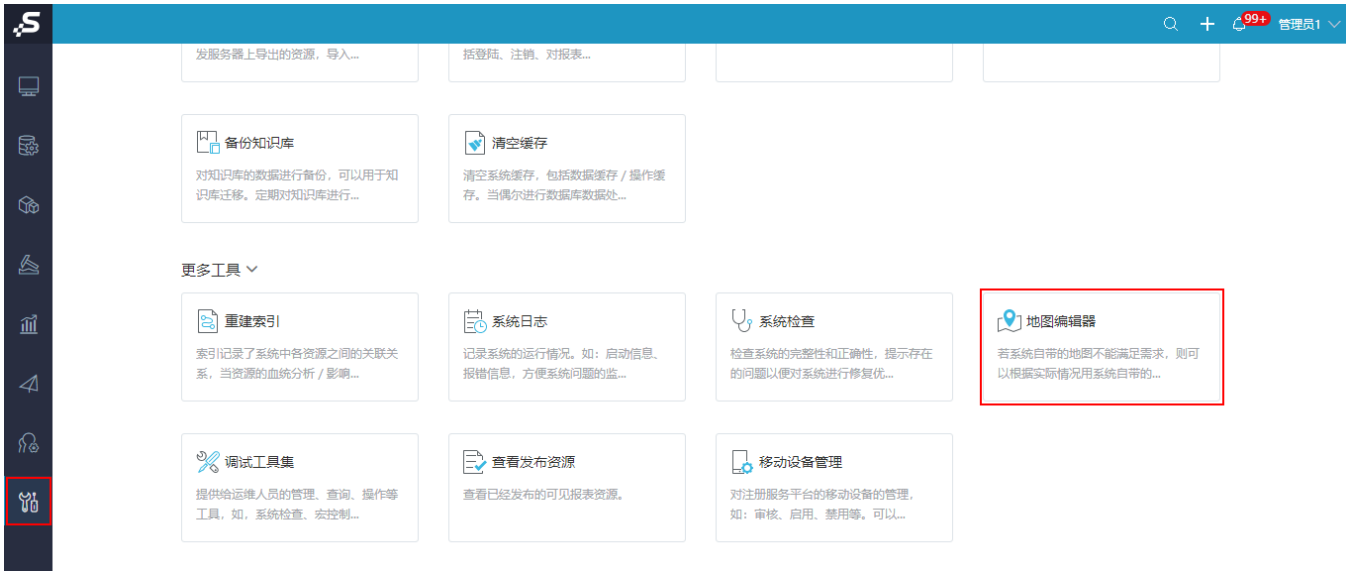 S
99+
管理员1
发服务器上导出的资源，导入...
括登陆、注销、对报表...
备份知识库
对知识库的数据进行备份，可以用于知
识库迁移。定期对知识库进行...
清空缓存
清空系统缓存，包括数据缓存 / 操作缓
存。当偶尔进行数据库数据处...
更多工具
重建索引
索引记录了系统中各资源之间的关联关
系，当资源的血统分析 / 影响...
系统日志
记录系统的运行情况。如：启动信息、
报错信息，方便系统问题的监...
系统检查
检查系统的完整性和正确性，提示存在
的问题以便对系统进行修复优...
地图编辑器
若系统自带的地图不能满足需求，则可
以根据实际情况用系统自带的...
调试工具集
提供给运维人员的管理、查询、操作等
工具，如，系统检查、宏控制...
查看发布资源
查看已经发布的可见报表资源。
移动设备管理
对注册服务平台的移动设备的管理，
如：审核、启用、禁用等。可以...